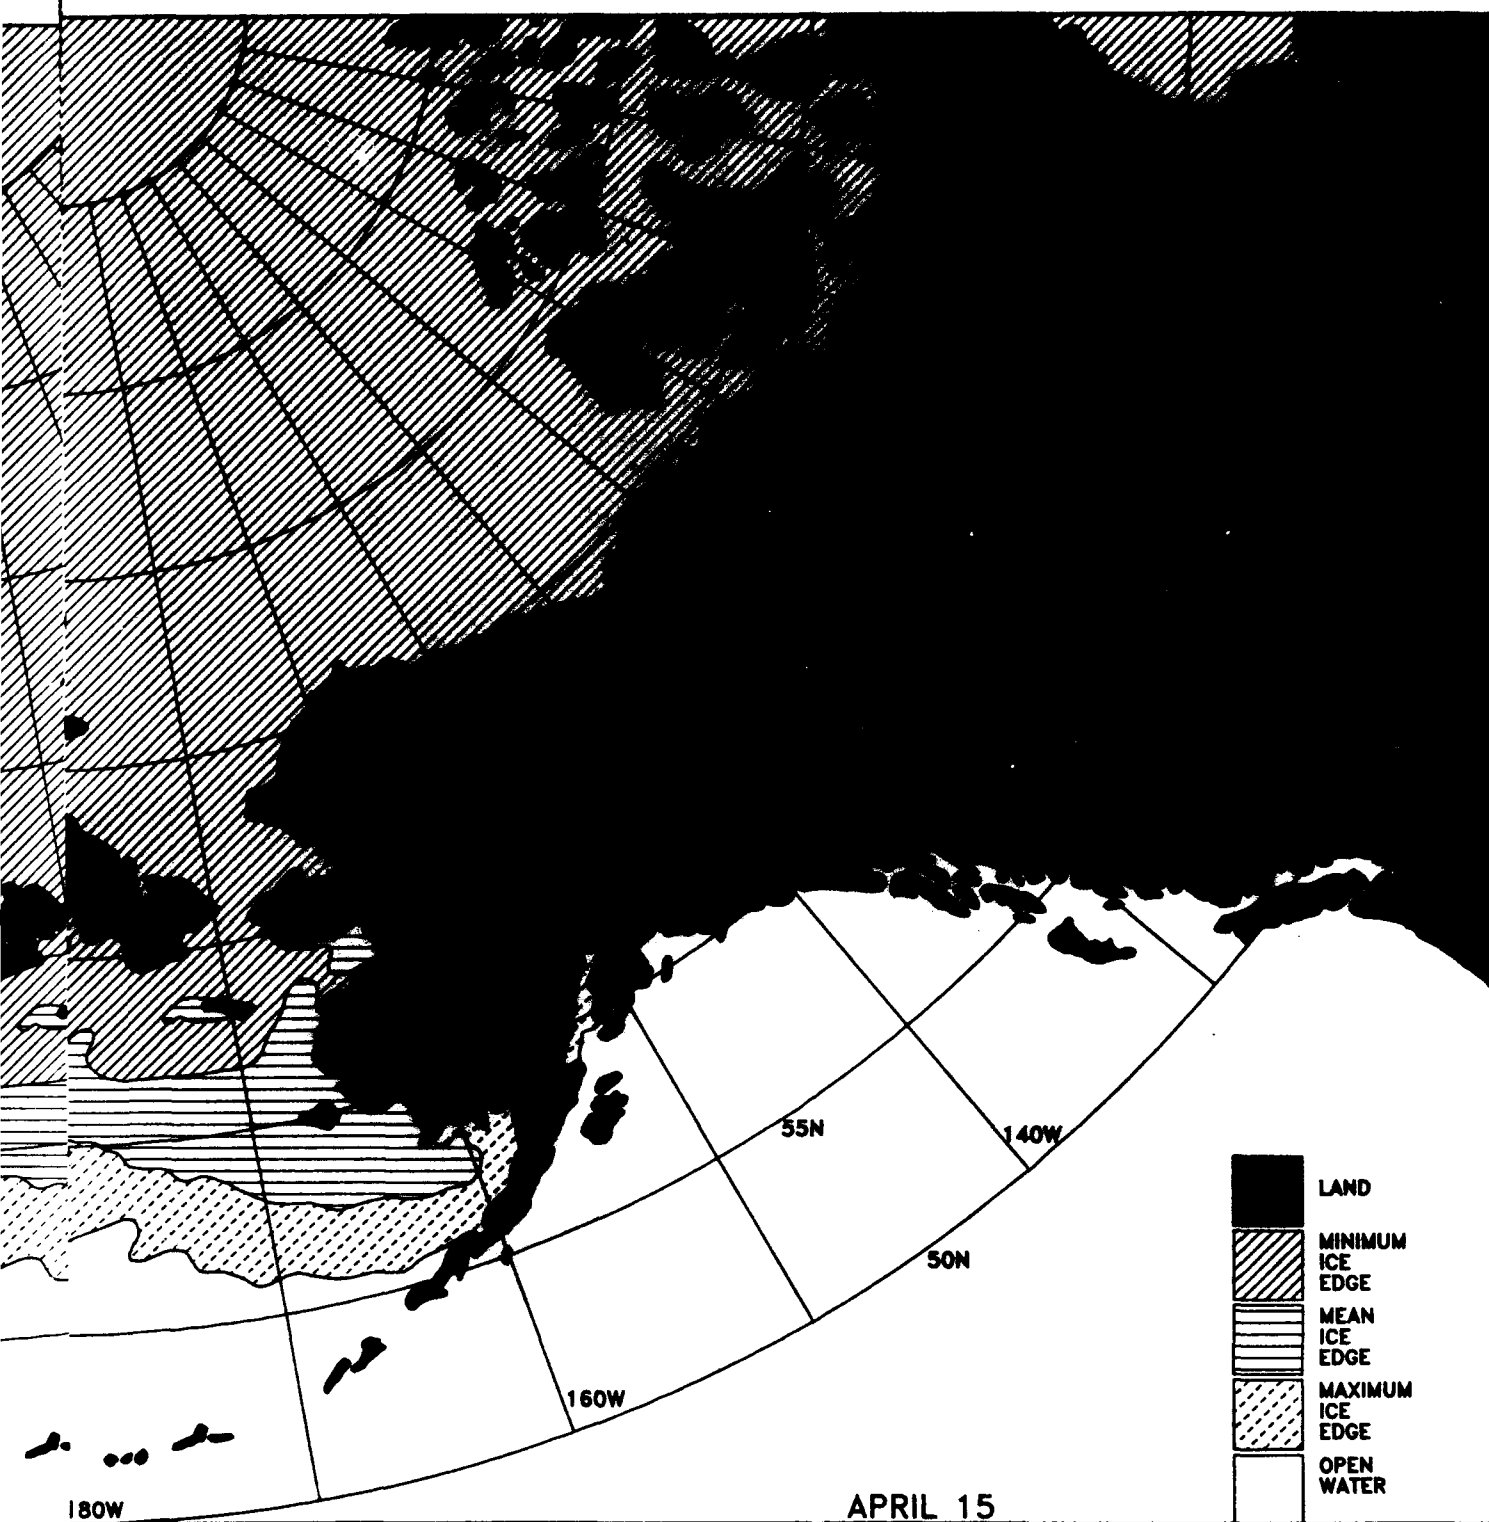 55N
140W
50N
160W
180W
APRIL 15
LAND
MINIMUM
ICE
EDGE
MEAN
ICE
EDGE
MAXIMUM
ICE
EDGE
OPEN
WATER